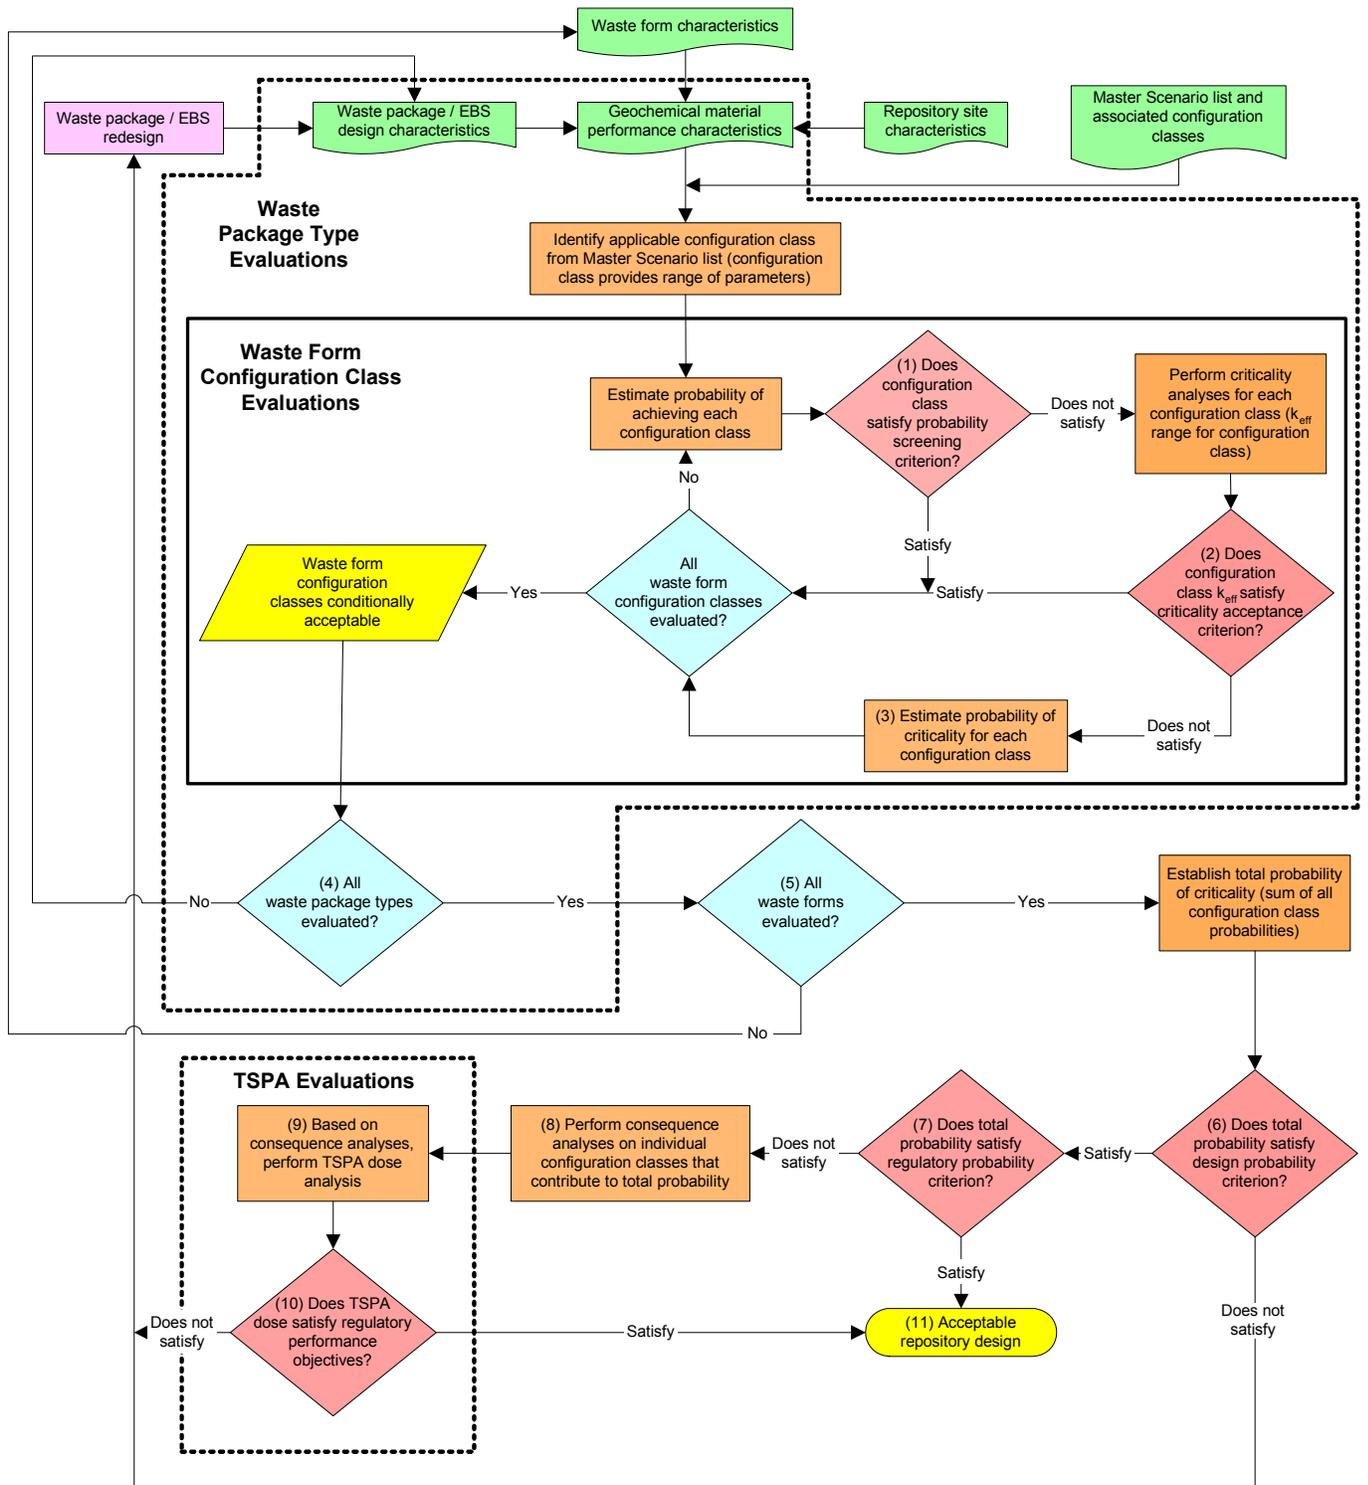 Waste form characteristics
Waste package / EBS
redesign
Waste package / EBS
design characteristics
Geochemical material
performance characteristics
Repository site
characteristics
Master Scenario list and
associated configuration
classes
Waste
Package Type
Evaluations
Identify applicable configuration class
from Master Scenario list (configuration
class provides range of parameters)
Waste Form
Configuration Class
Evaluations
Estimate probability of
achieving each
configuration class
(1) Does
configuration
class
satisfy probability
screening
criterion?
Does not
satisfy
Perform criticality
analyses for each
configuration class (keff
range for configuration
class)
No
Satisfy
Waste form
configuration
classes conditionally
acceptable
Yes
All
waste form
configuration classes
evaluated?
Satisfy
(2) Does
configuration
class keff satisfy
criticality acceptance
criterion?
(3) Estimate probability of
criticality for each
configuration class
Does not
satisfy
No
(4) All
waste package types
evaluated?
Yes
(5) All
waste forms
evaluated?
Yes
Establish total probability
of criticality (sum of all
configuration class
probabilities)
No
TSPA Evaluations
(9) Based on
consequence analyses,
perform TSPA dose
analysis
(8) Perform consequence
analyses on individual
configuration classes that
contribute to total probability
Does not
satisfy
(7) Does total
probability satisfy
regulatory probability
criterion?
Satisfy
(6) Does total
probability satisfy
design probability
criterion?
Satisfy
Does not
satisfy
(10) Does TSPA
dose satisfy regulatory
performance
objectives?
Satisfy
(11) Acceptable
repository design
Does not
satisfy